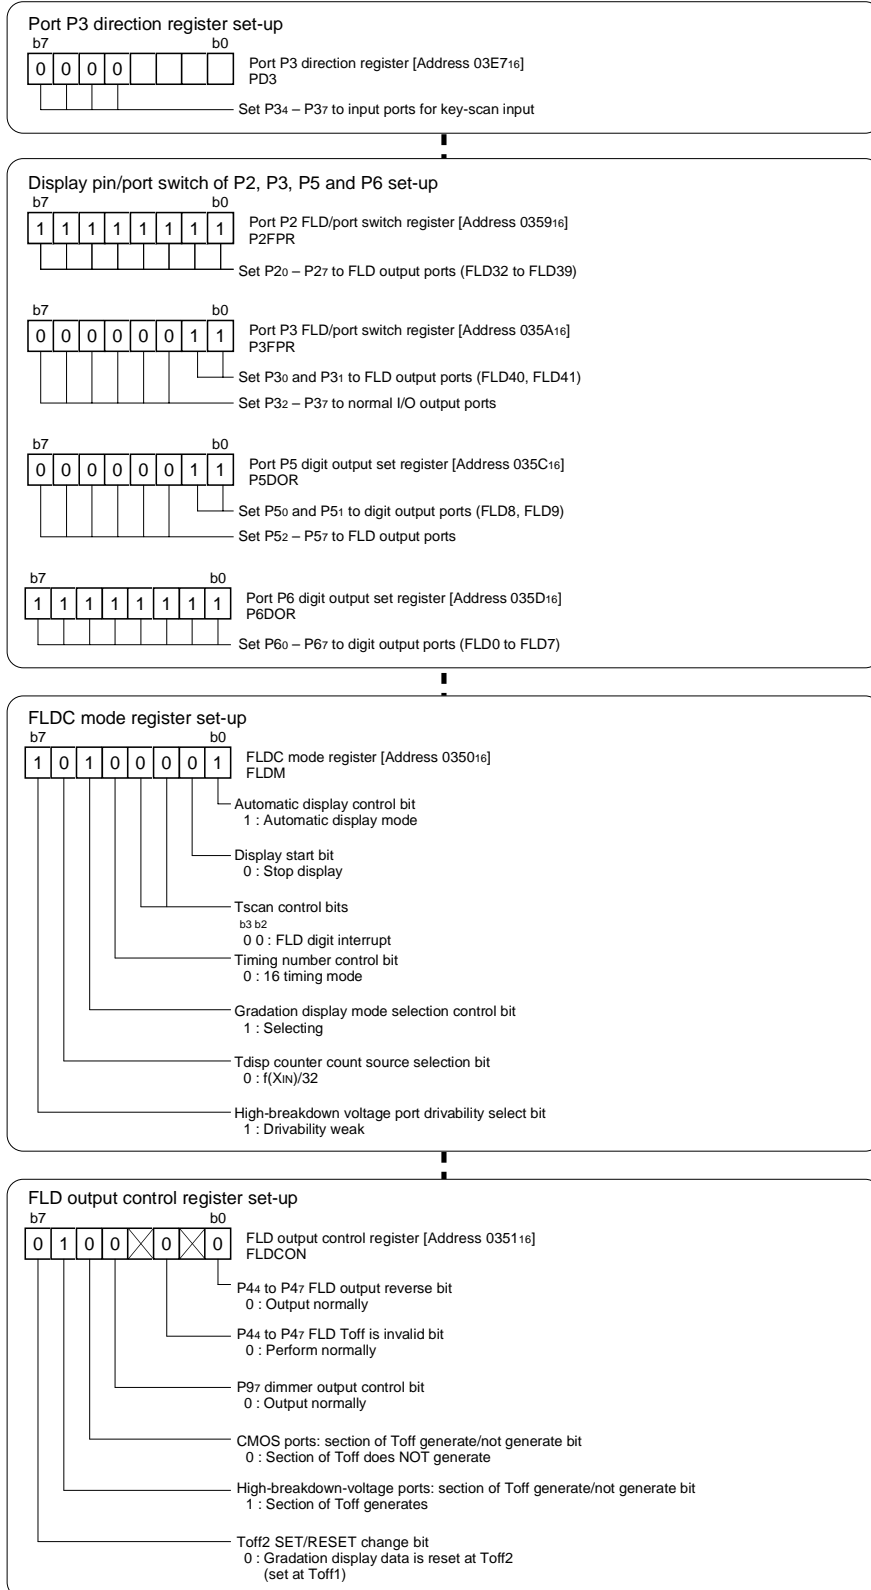 Port P3 direction register set-up
b7 b0
0 0 0 0
Port P3 direction register [Address 03E716]
PD3
Set P34 – P37 to input ports for key-scan input
Display pin/port switch of P2, P3, P5 and P6 set-up
b7 b0
1 1 1 1 1 1 1 1
Port P2 FLD/port switch register [Address 035916]
P2FPR
Set P20 – P27 to FLD output ports (FLD32 to FLD39)
b7 b0
0 0 0 0 0 0 1 1
Port P3 FLD/port switch register [Address 035A16]
P3FPR
Set P30 and P31 to FLD output ports (FLD40, FLD41)
Set P32 – P37 to normal I/O output ports
b7 b0
0 0 0 0 0 0 1 1
Port P5 digit output set register [Address 035C16]
P5DOR
Set P50 and P51 to digit output ports (FLD8, FLD9)
Set P52 – P57 to FLD output ports
b7 b0
1 1 1 1 1 1 1 1
Port P6 digit output set register [Address 035D16]
P6DOR
Set P60 – P67 to digit output ports (FLD0 to FLD7)
FLDC mode register set-up
b7 b0
1 0 1 0 0 0 0 1
FLDC mode register [Address 035016]
FLDM
Automatic display control bit
1 : Automatic display mode
Display start bit
0 : Stop display
Tscan control bits
b3 b2
0 0 : FLD digit interrupt
Timing number control bit
0 : 16 timing mode
Gradation display mode selection control bit
1 : Selecting
Tdisp counter count source selection bit
0 : f(XIN)/32
High-breakdown voltage port drivability select bit
1 : Drivability weak
FLD output control register set-up
b7 b0
0 1 0 0 0 0
FLD output control register [Address 035116]
FLDCON
P44 to P47 FLD output reverse bit
0 : Output normally
P44 to P47 FLD Toff is invalid bit
0 : Perform normally
P97 dimmer output control bit
0 : Output normally
CMOS ports: section of Toff generate/not generate bit
0 : Section of Toff does NOT generate
High-breakdown-voltage ports: section of Toff generate/not generate bit
1 : Section of Toff generates
Toff2 SET/RESET change bit
0 : Gradation display data is reset at Toff2
(set at Toff1)